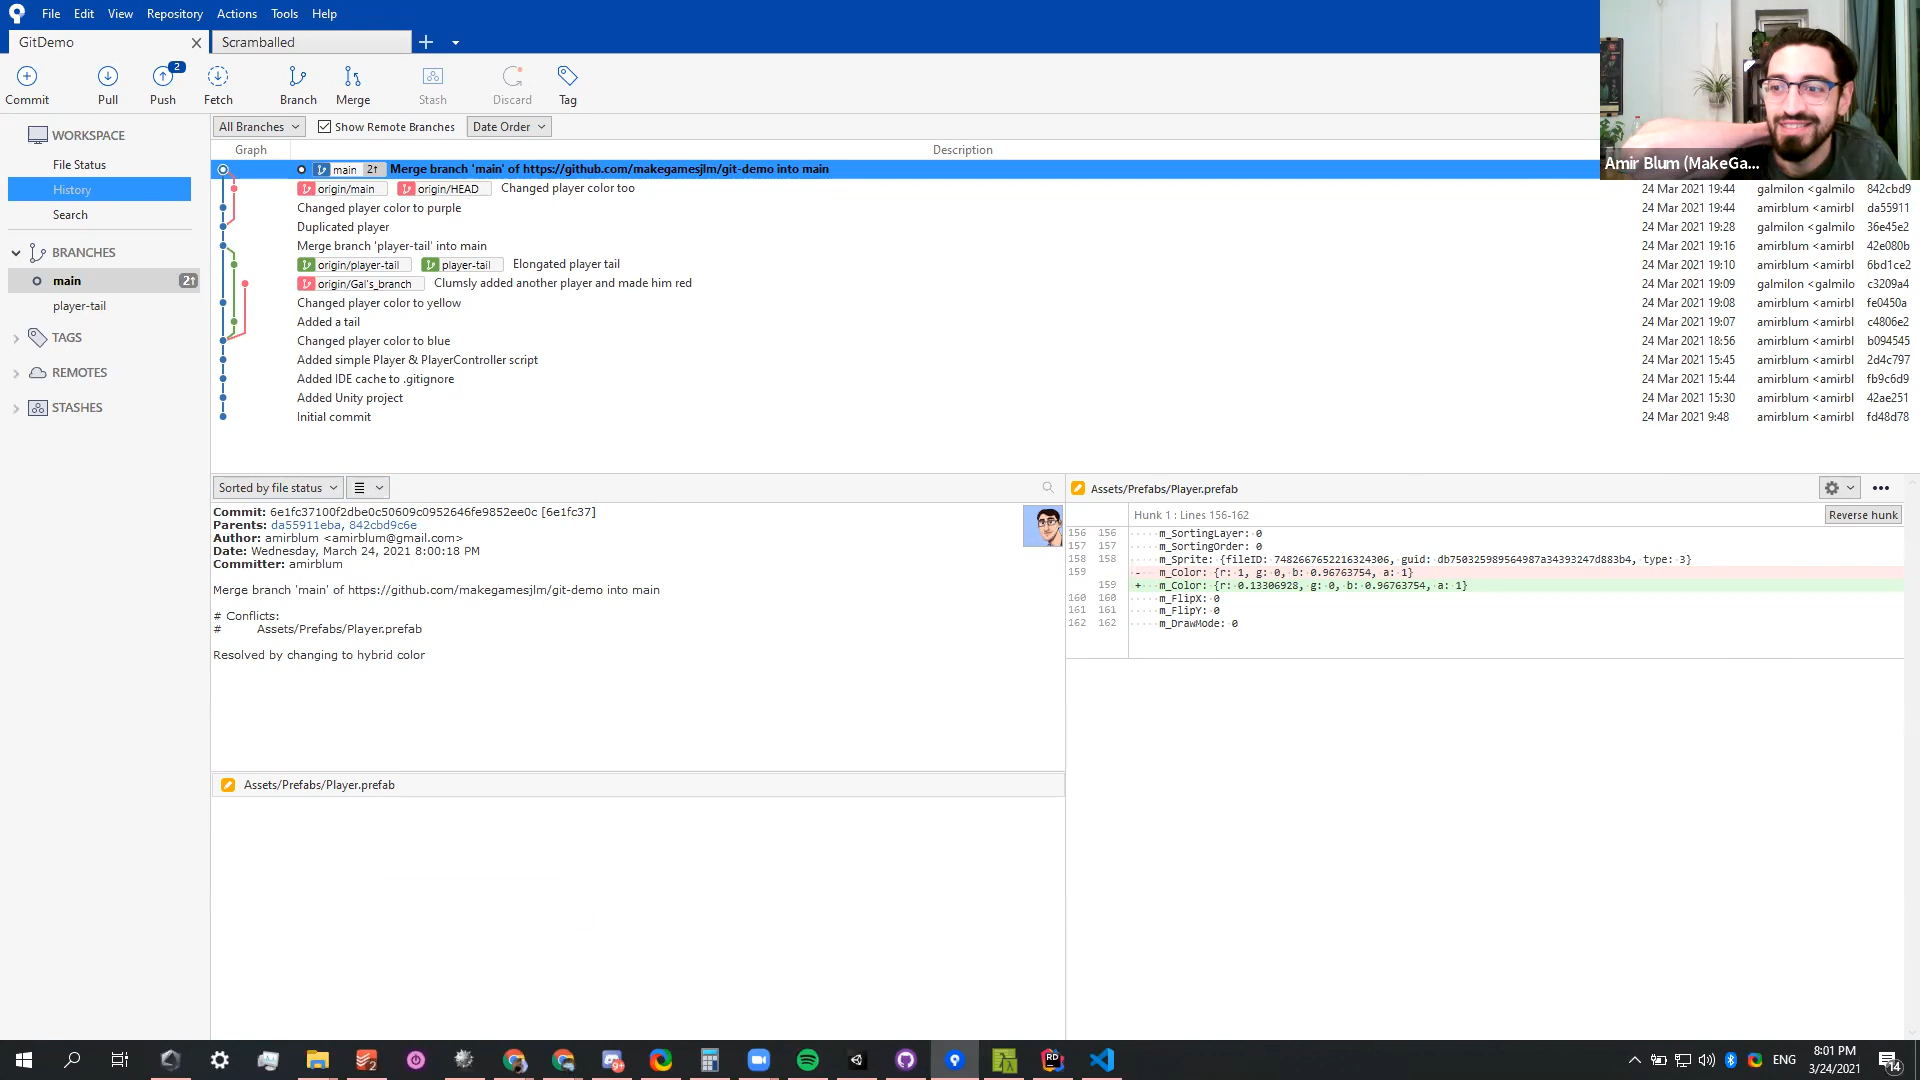 File Edit View Repository Actions Tools Help
GitDemo Scramballed
2
Commit Pull Push Fetch Branch Merge Stash Discard Tag
WORKSPACE
File Status
History
Search
BRANCHES
main 2↑
player-tail
TAGS
REMOTES
STASHES
All Branches Show Remote Branches Date Order
Graph Description
main 2↑ Merge branch 'main' of https://github.com/makegamesjlm/git-demo into main
origin/main origin/HEAD Changed player color too 24 Mar 2021 19:44 galmilon <galmilo 842cbd9
Changed player color to purple 24 Mar 2021 19:44 amirblum <amirbl da55911
Duplicated player 24 Mar 2021 19:28 galmilon <galmilo 36e45e2
Merge branch 'player-tail' into main 24 Mar 2021 19:16 amirblum <amirbl 42e080b
origin/player-tail player-tail Elongated player tail 24 Mar 2021 19:10 amirblum <amirbl 6bd1ce2
origin/Gal's_branch Clumsly added another player and made him red 24 Mar 2021 19:09 galmilon <galmilo c3209a4
Changed player color to yellow 24 Mar 2021 19:08 amirblum <amirbl fe0450a
Added a tail 24 Mar 2021 19:07 amirblum <amirbl c4806e2
Changed player color to blue 24 Mar 2021 18:56 amirblum <amirbl b094545
Added simple Player & PlayerController script 24 Mar 2021 15:45 amirblum <amirbl 2d4c797
Added IDE cache to .gitignore 24 Mar 2021 15:44 amirblum <amirbl fb9c6d9
Added Unity project 24 Mar 2021 15:30 amirblum <amirbl 42ae251
Initial commit 24 Mar 2021 9:48 amirblum <amirbl fd48d78
Amir Blum (MakeGa...
Sorted by file status
Commit: 6e1fc37100f2dbe0c50609c0952646fe9852ee0c [6e1fc37]
Parents: da55911eba, 842cbd9c6e
Author: amirblum <amirblum@gmail.com>
Date: Wednesday, March 24, 2021 8:00:18 PM
Committer: amirblum
Merge branch 'main' of https://github.com/makegamesjlm/git-demo into main
# Conflicts:
# Assets/Prefabs/Player.prefab
Resolved by changing to hybrid color
Assets/Prefabs/Player.prefab
Assets/Prefabs/Player.prefab
Hunk 1 : Lines 156-162 Reverse hunk
156 156 m_SortingLayer: 0
157 157 m_SortingOrder: 0
158 158 m_Sprite: {fileID: 7482667652216324306, guid: db750325989564987a34393247d883b4, type: 3}
159 - m_Color: {r: 1, g: 0, b: 0.96763754, a: 1}
159 + m_Color: {r: 0.13306928, g: 0, b: 0.96763754, a: 1}
160 160 m_FlipX: 0
161 161 m_FlipY: 0
162 162 m_DrawMode: 0
ENG 8:01 PM
3/24/2021
14